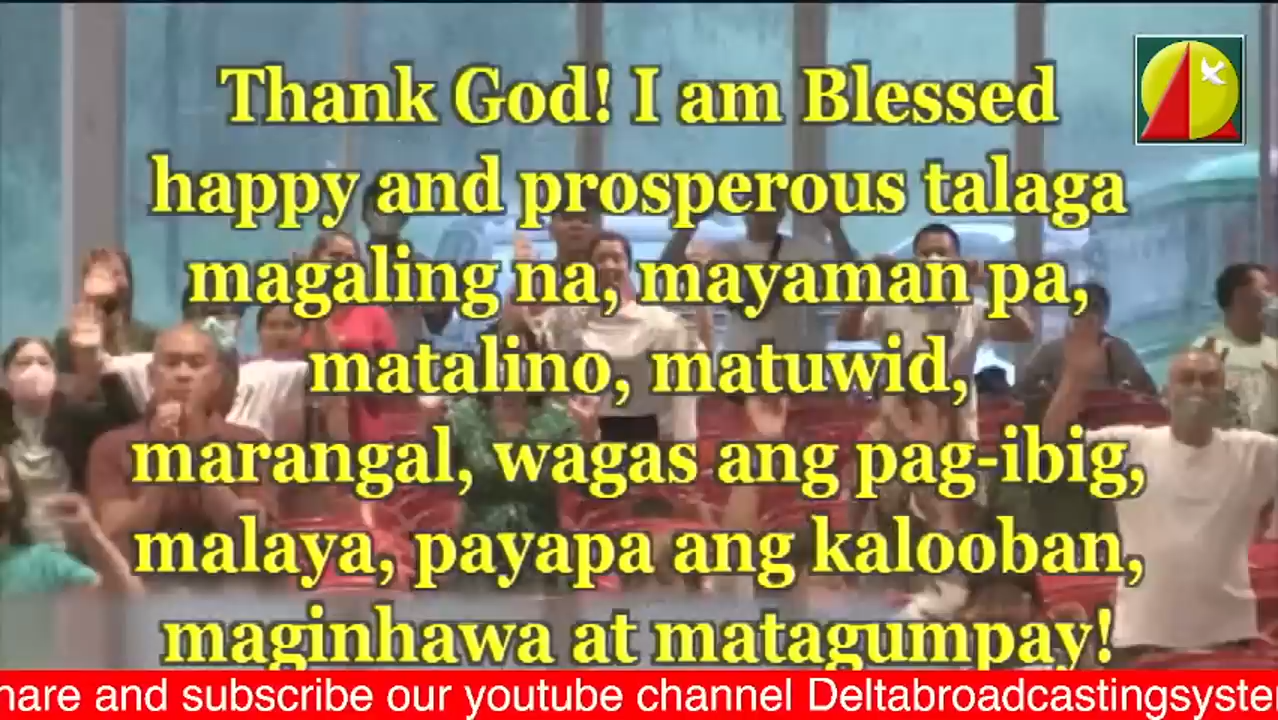 Thank God! I am Blessed
happy and prosperous talaga
magaling na, mayaman pa,
matalino, matuwid,
marangal, wagas ang pag-ibig,
malaya, payapa ang kalooban,
maginhawa at matagumpay!
hare and subscribe our youtube channel Deltabroadcastingsyste